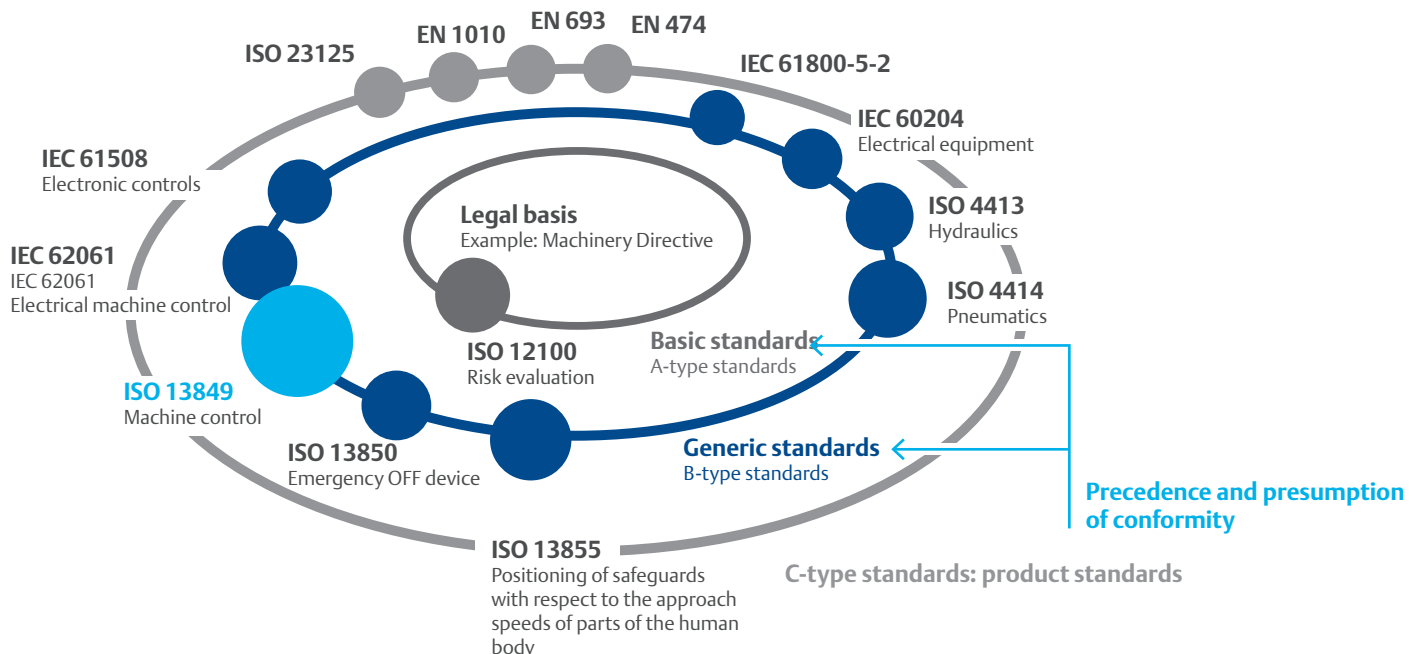 EN 693
EN 474
EN 1010
ISO 23125
IEC 61800-5-2
IEC 60204
Electrical equipment
IEC 61508
Electronic controls
Legal basis
Example: Machinery Directive
ISO 4413
Hydraulics
IEC 62061
IEC 62061
Electrical machine control
ISO 4414
Pneumatics
Basic standards
A-type standards
ISO 12100
Risk evaluation
ISO 13849
Machine control
ISO 13850
Emergency OFF device
Generic standards
B-type standards
Precedence and presumption
of conformity
ISO 13855
Positioning of safeguards
with respect to the approach
speeds of parts of the human
body
C-type standards: product standards